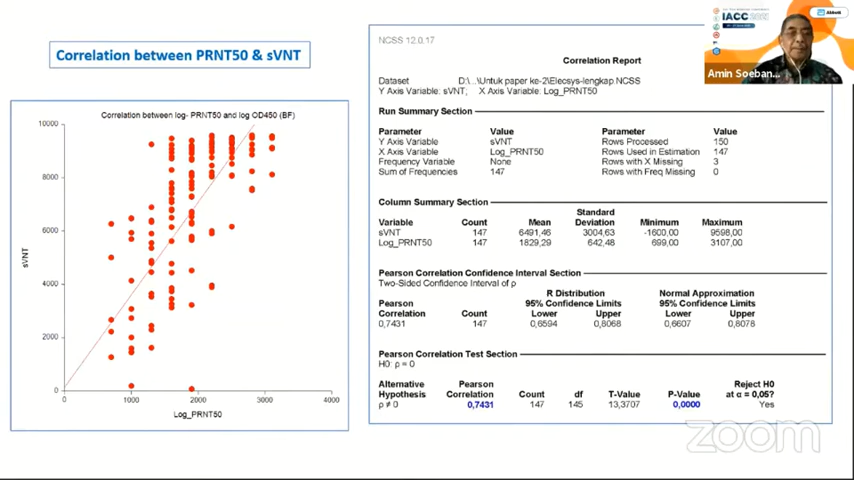 Correlation between PRNT50 & sVNT
Correlation between log- PRNT50 and log OD450 (BF)
10000
8000
6000
4000
2000
0
0 1000 2000 3000 4000
sVNT
Log_PRNT50
NCSS 12.0.17
Correlation Report
Dataset D:\...\Untuk paper ke-2\Elecsys-lengkap.NCSS
Y Axis Variable: sVNT; X Axis Variable: Log_PRNT50
Run Summary Section
Parameter Value Parameter Value
Y Axis Variable sVNT Rows Processed 150
X Axis Variable Log_PRNT50 Rows Used in Estimation 147
Frequency Variable None Rows with X Missing 3
Sum of Frequencies 147 Rows with Freq Missing 0
Column Summary Section
Standard
Variable Count Mean Deviation Minimum Maximum
sVNT 147 6491,46 3004,63 -1600,00 9598,00
Log_PRNT50 147 1829,29 642,48 699,00 3107,00
Pearson Correlation Confidence Interval Section
Two-Sided Confidence Interval of ρ
R Distribution Normal Approximation
Pearson 95% Confidence Limits 95% Confidence Limits
Correlation Count Lower Upper Lower Upper
0,7431 147 0,6594 0,8068 0,6607 0,8078
Pearson Correlation Test Section
H0: ρ = 0
Alternative Pearson Reject H0
Hypothesis Correlation Count df T-Value P-Value at α = 0,05?
ρ ≠ 0 0,7431 147 145 13,3707 0,0000 Yes
Amin Soeban...
Abbott
zoom